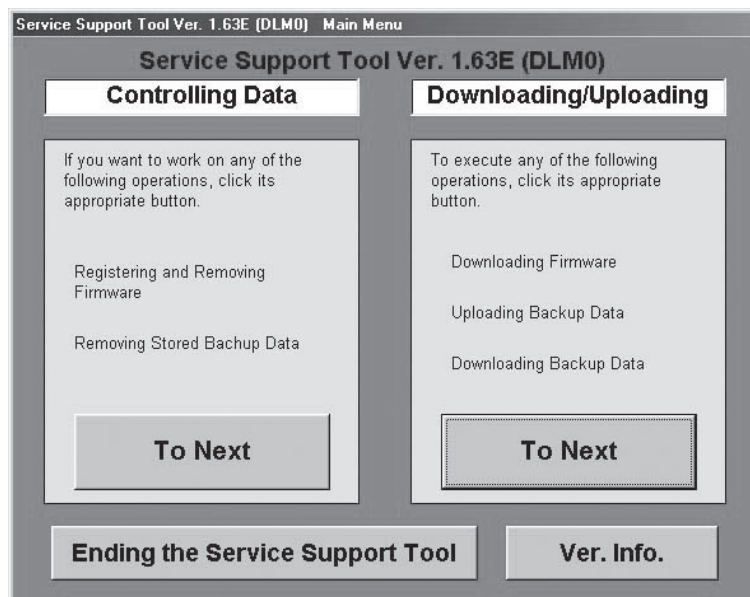 Service Support Tool Ver. 1.63E (DLM0) Main Menu
Service Support Tool Ver. 1.63E (DLM0)
Controlling Data
If you want to work on any of the
following operations, click its
appropriate button.
Registering and Removing
Firmware
Removing Stored Bachup Data
To Next
Downloading/Uploading
To execute any of the following
operations, click its appropriate
button.
Downloading Firmware
Uploading Backup Data
Downloading Backup Data
To Next
Ending the Service Support Tool
Ver. Info.